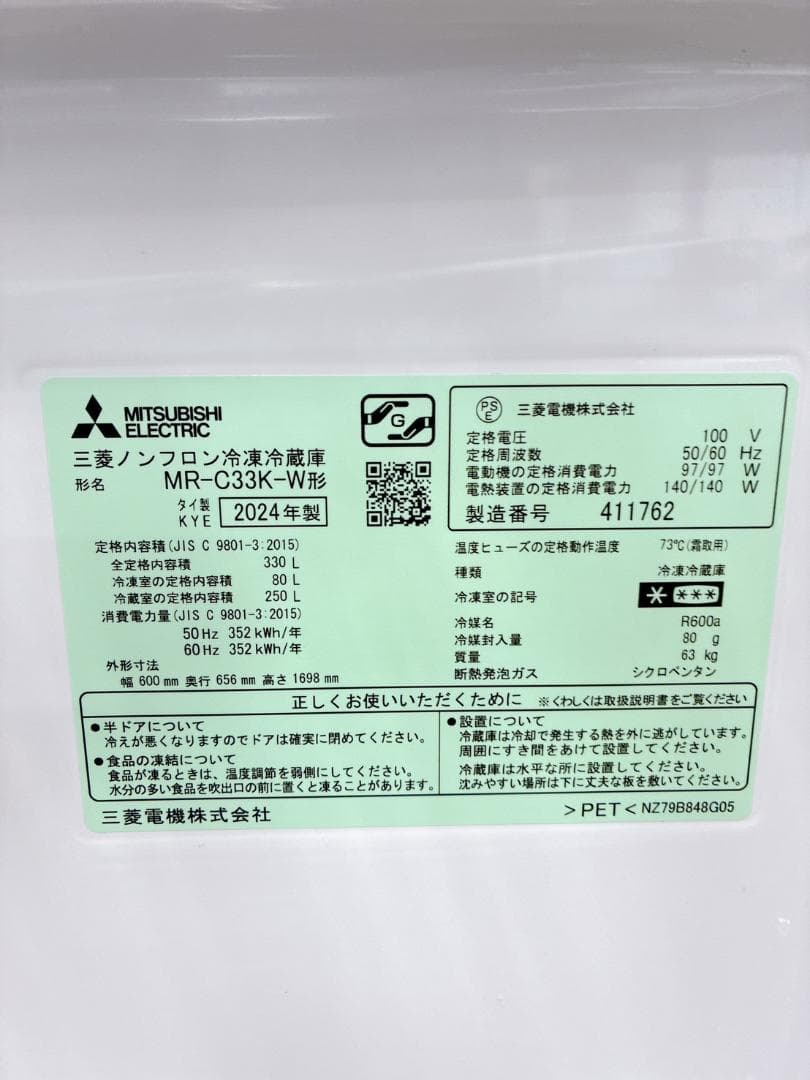 MITSUBISHI
ELECTRIC
三菱ノンフロン冷凍冷蔵庫
形名 MR-C33K-W形
タイ製
KYE
2024年製
G
PS
E
三菱電機株式会社
定格電圧 100 V
定格周波数 50/60 Hz
電動機の定格消費電力 97/97 W
電熱装置の定格消費電力 140/140 W
製造番号 411762
定格内容積(JIS C 9801-3:2015)
全定格内容積 330 L
冷凍室の定格内容積 80 L
冷蔵室の定格内容積 250 L
消費電力量(JIS C 9801-3:2015)
50Hz 352kWh/年
60Hz 352kWh/年
外形寸法
幅 600mm 奥行 656mm 高さ 1698mm
温度ヒューズの定格動作温度 73℃(霜取用)
種類 冷凍冷蔵庫
冷凍室の記号 * ***
冷媒名 R600a
冷媒封入量 80 g
質量 63 kg
断熱発泡ガス シクロペンタン
正しくお使いいただくために ※くわしくは取扱説明書をご覧ください
●半ドアについて
冷えが悪くなりますのでドアは確実に閉めてください。
●食品の凍結について
食品が凍るときは、温度調節を弱側にしてください。
水分の多い食品を吹出口の前に置くと凍ることがあります。
●設置について
冷蔵庫は冷却で発生する熱を外に逃がしています。
周囲にすき間をあけて設置してください。
冷蔵庫は水平な所に設置してください。
沈みやすい場所は下に丈夫な板を敷いてください。
三菱電機株式会社
>PET< NZ79B848G05